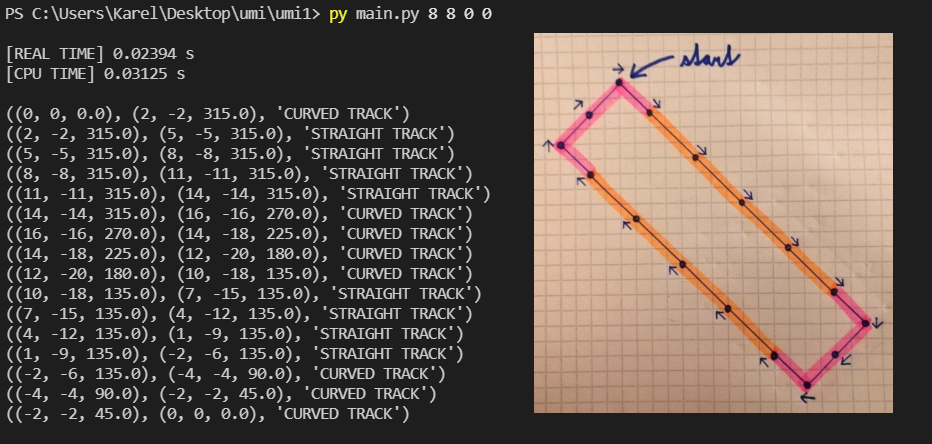 PS C:\Users\Karel\Desktop\umi\umi1> py main.py 8 8 0 0
[REAL TIME] 0.02394 s
[CPU TIME] 0.03125 s
((0, 0, 0.0), (2, -2, 315.0), 'CURVED TRACK')
((2, -2, 315.0), (5, -5, 315.0), 'STRAIGHT TRACK')
((5, -5, 315.0), (8, -8, 315.0), 'STRAIGHT TRACK')
((8, -8, 315.0), (11, -11, 315.0), 'STRAIGHT TRACK')
((11, -11, 315.0), (14, -14, 315.0), 'STRAIGHT TRACK')
((14, -14, 315.0), (16, -16, 270.0), 'CURVED TRACK')
((16, -16, 270.0), (14, -18, 225.0), 'CURVED TRACK')
((14, -18, 225.0), (12, -20, 180.0), 'CURVED TRACK')
((12, -20, 180.0), (10, -18, 135.0), 'CURVED TRACK')
((10, -18, 135.0), (7, -15, 135.0), 'STRAIGHT TRACK')
((7, -15, 135.0), (4, -12, 135.0), 'STRAIGHT TRACK')
((4, -12, 135.0), (1, -9, 135.0), 'STRAIGHT TRACK')
((1, -9, 135.0), (-2, -6, 135.0), 'STRAIGHT TRACK')
((-2, -6, 135.0), (-4, -4, 90.0), 'CURVED TRACK')
((-4, -4, 90.0), (-2, -2, 45.0), 'CURVED TRACK')
((-2, -2, 45.0), (0, 0, 0.0), 'CURVED TRACK')
start